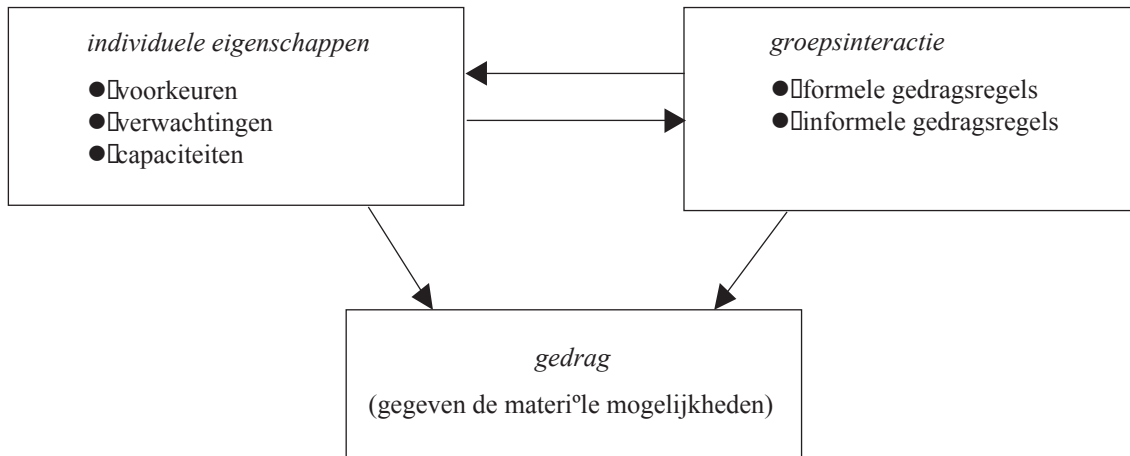 individuele eigenschappen
●▯voorkeuren
●▯verwachtingen
●▯capaciteiten
groepsinteractie
●▯formele gedragsregels
●▯informele gedragsregels
gedrag
(gegeven de materiºle mogelijkheden)